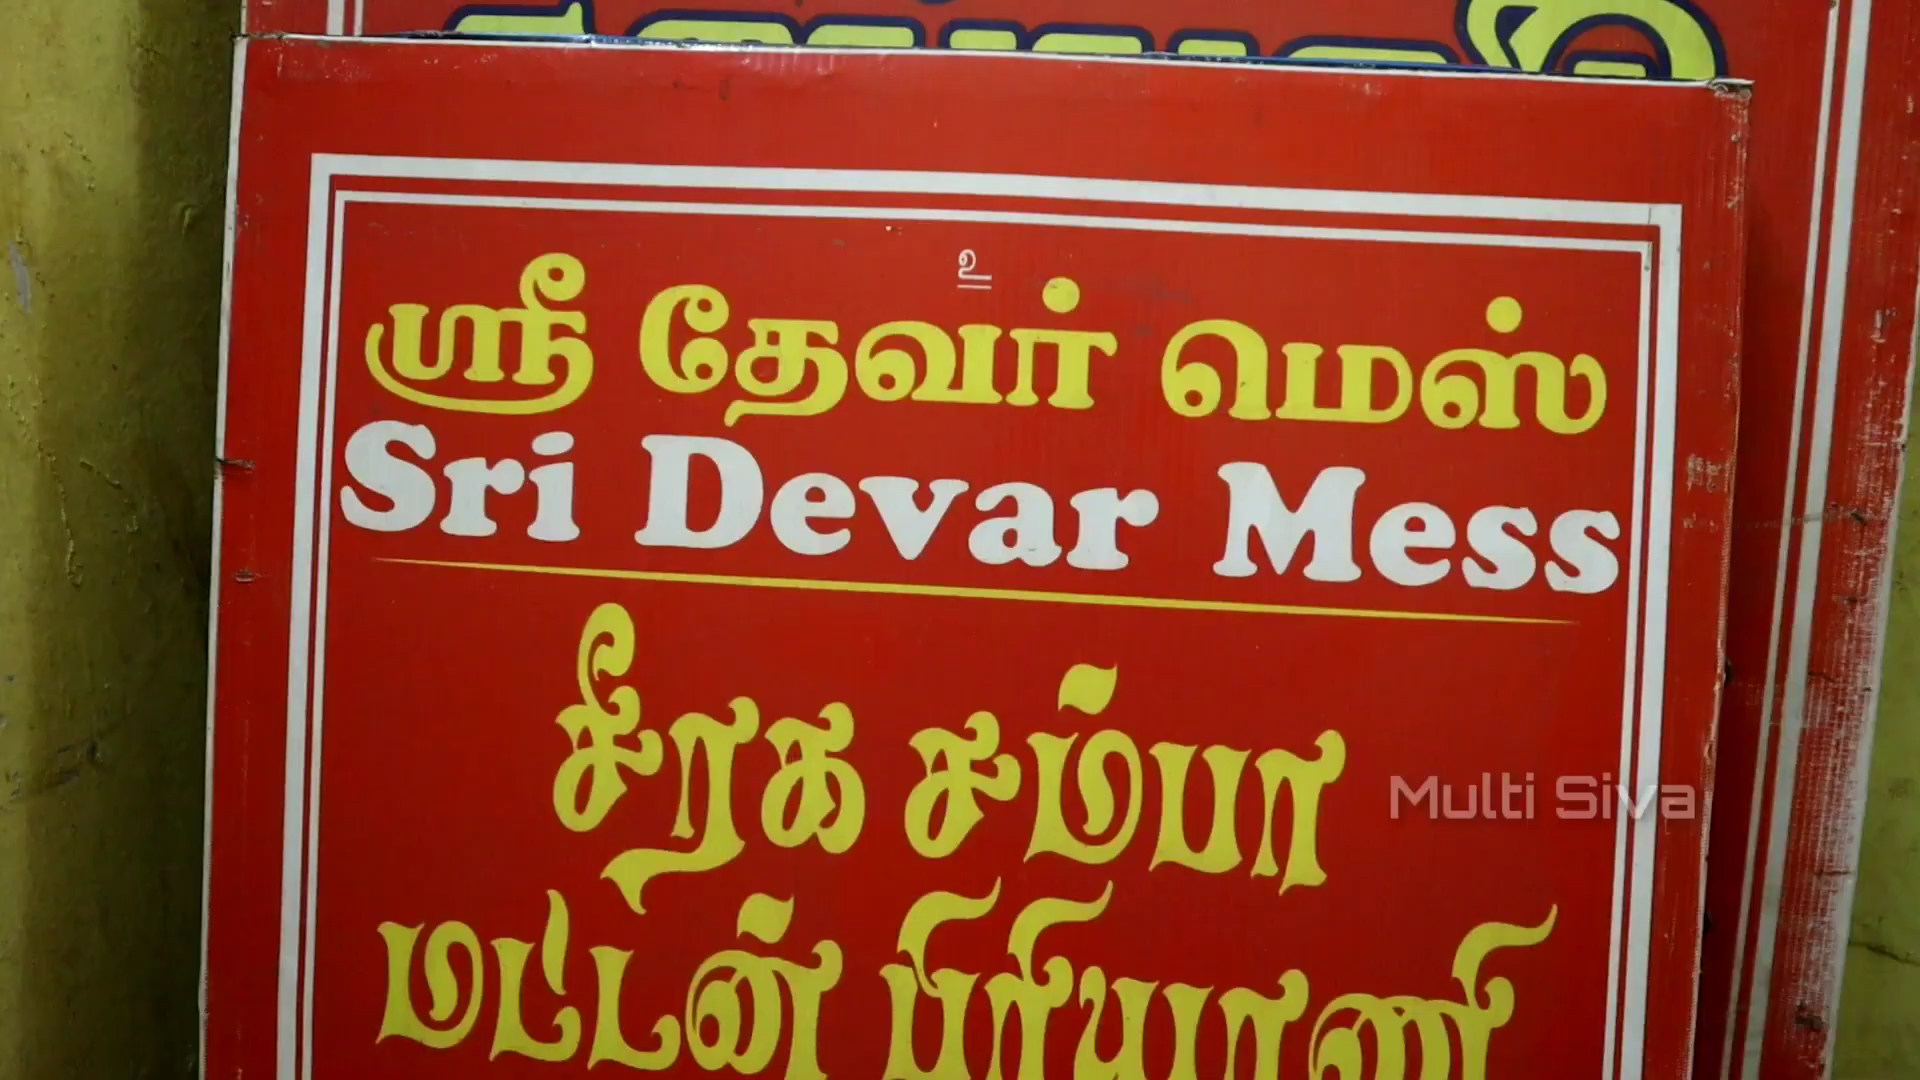 உ
ஸ்ரீ தேவர் மெஸ்
Sri Devar Mess
சீரக சம்பா
Multi Siva
மட்டன் பிரியாணி